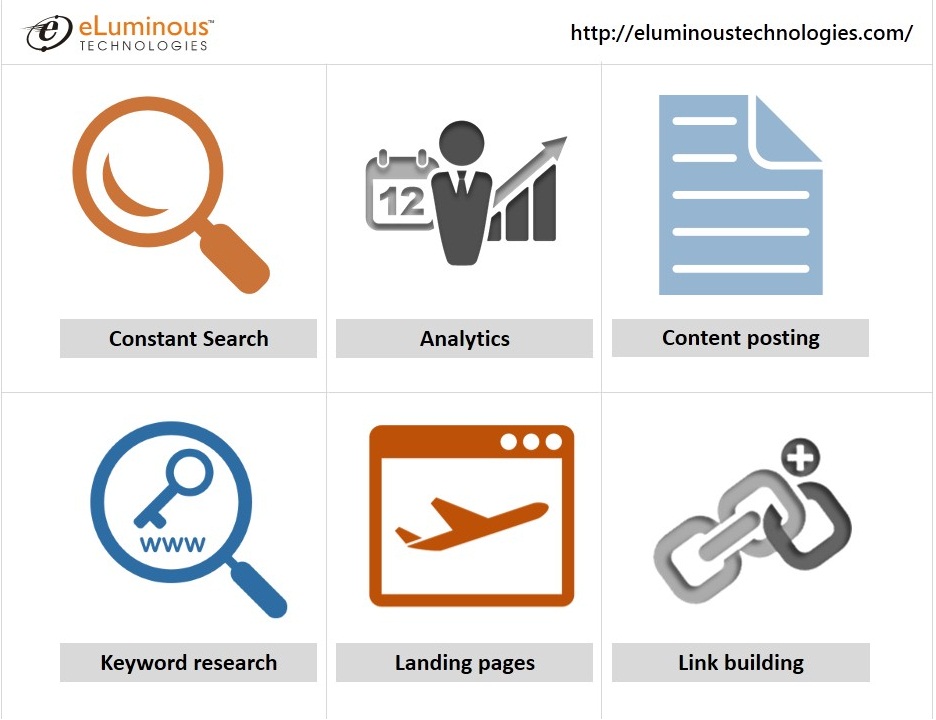 eLuminous™
TECHNOLOGIES
http://eluminoustechnologies.com/
12
Constant Search
Analytics
Content posting
www
Keyword research
Landing pages
Link building